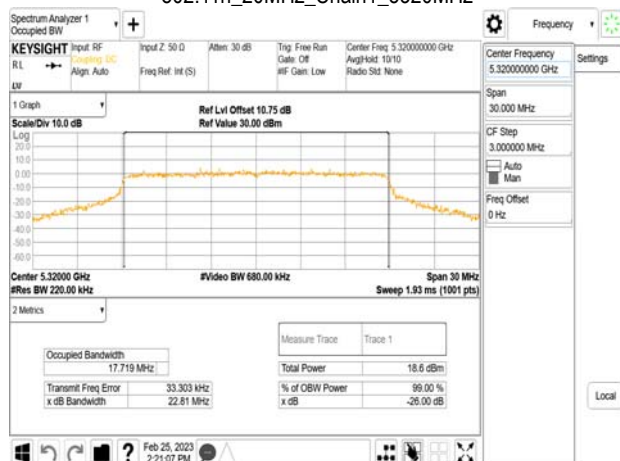 Spectrum Analyzer 1
Occupied BW
KEYSIGHT
RL
Input: RF
Coupling: DC
Align: Auto
Input Z: 50 Ω
Freq Ref: Int (S)
Atten: 30 dB
Trig: Free Run
Gate: Off
#IF Gain: Low
Center Freq: 5.320000000 GHz
Avg|Hold: 10/10
Radio Std: None
1 Graph
Scale/Div 10.0 dB
Ref Lvl Offset 10.75 dB
Ref Value 30.00 dBm
Log
20.0
10.0
0.00
-10.0
-20.0
-30.0
-40.0
-50.0
-60.0
Center 5.32000 GHz
#Res BW 220.00 kHz
#Video BW 680.00 kHz
Span 30 MHz
Sweep 1.93 ms (1001 pts)
2 Metrics
Measure Trace Trace 1
Occupied Bandwidth
17.719 MHz
Transmit Freq Error 33.303 kHz
x dB Bandwidth 22.81 MHz
Total Power 18.6 dBm
% of OBW Power 99.00 %
x dB -26.00 dB
Feb 25, 2023
2:21:07 PM
Frequency
Center Frequency
5.320000000 GHz
Settings
Span
30.000 MHz
CF Step
3.000000 MHz
Auto
Man
Freq Offset
0 Hz
Local